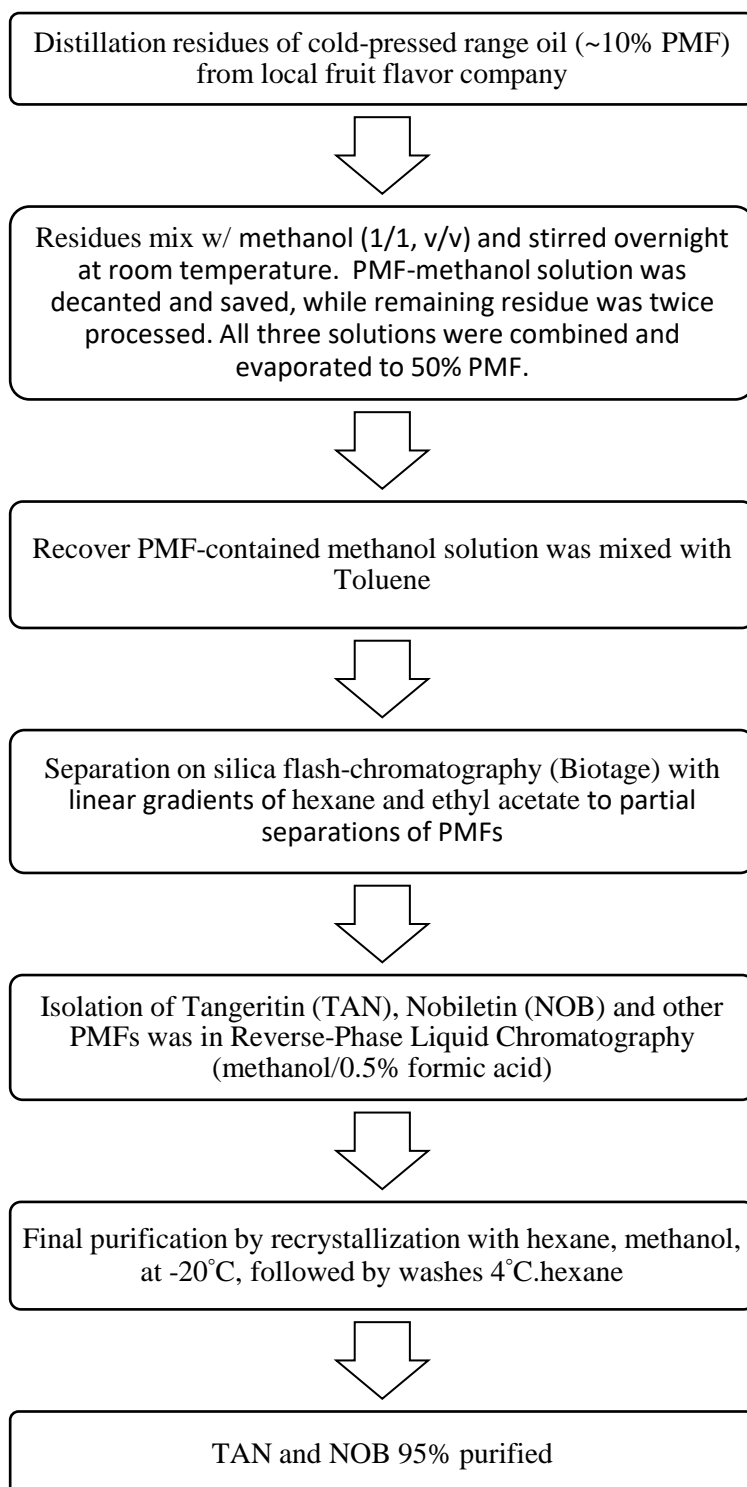 Distillation residues of cold-pressed range oil (~10% PMF)
from local fruit flavor company
Residues mix w/ methanol (1/1, v/v) and stirred overnight
at room temperature.  PMF-methanol solution was
decanted and saved, while remaining residue was twice
processed. All three solutions were combined and
evaporated to 50% PMF.
Recover PMF-contained methanol solution was mixed with
Toluene
Separation on silica flash-chromatography (Biotage) with
linear gradients of hexane and ethyl acetate to partial
separations of PMFs
Isolation of Tangeritin (TAN), Nobiletin (NOB) and other
PMFs was in Reverse-Phase Liquid Chromatography
(methanol/0.5% formic acid)
Final purification by recrystallization with hexane, methanol,
at -20°C, followed by washes 4°C.hexane
TAN and NOB 95% purified